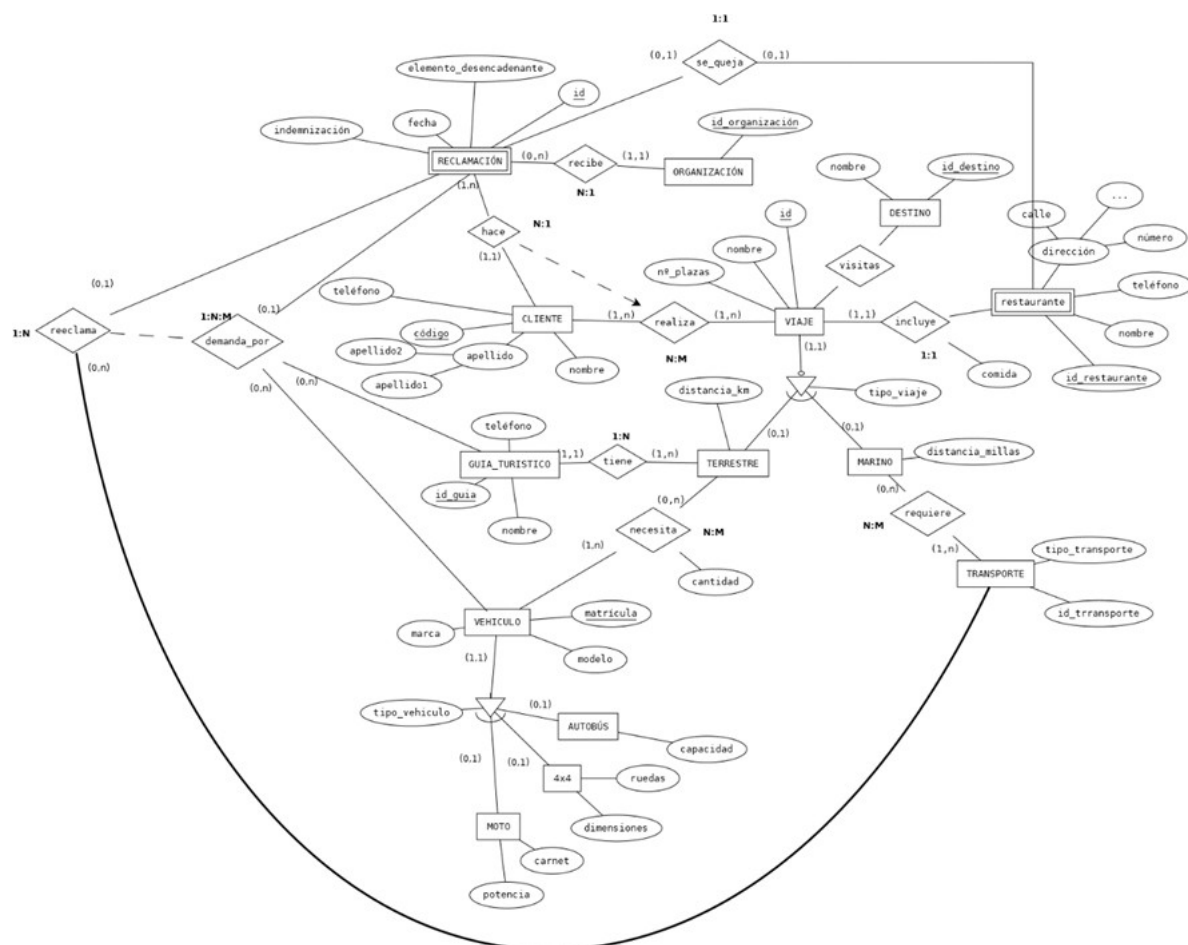 1:1
(0,1)
se_queja
(0,1)
elemento_desencadenante
id
fecha
indemnización
id_organización
RECLAMACIÓN
(0,n)
recibe
(1,1)
ORGANIZACIÓN
N:1
nombre
id_destino
(1.n)
DESTINO
id
calle
...
hace
N:1
nombre
dirección
número
(1.1)
nº_plazas
visitas
teléfono
(0.1)
teléfono
restaurante
1:N:M
(0.1)
código
CLIENTE
(1,n)
realiza
(1,n)
VIAJE
(1,1)
incluye
nombre
1:N
reeclama
demanda_por
apellido2
apellido
N:M
(1,1)
1:1
(0,n)
(0,n)
(0,n)
apellido1
nombre
comida
id_restaurante
distancia_km
tipo_viaje
teléfono
1:N
(0,1)
(0.1)
GUIA_TURISTICO
(1,1)
tiene
(1,n)
TERRESTRE
MARINO
distancia_millas
id_guia
(0,n)
(0.n)
nombre
necesita
N:M
N:M
requiere
(1.n)
(1,n)
tipo_transporte
cantidad
TRANSPORTE
matrícula
id_trransporte
marca
VEHICULO
(1.1)
modelo
tipo_vehiculo
(0.1)
AUTOBÚS
capacidad
(0.1)
(0.1)
4x4
ruedas
MOTO
dimensiones
carnet
potencia